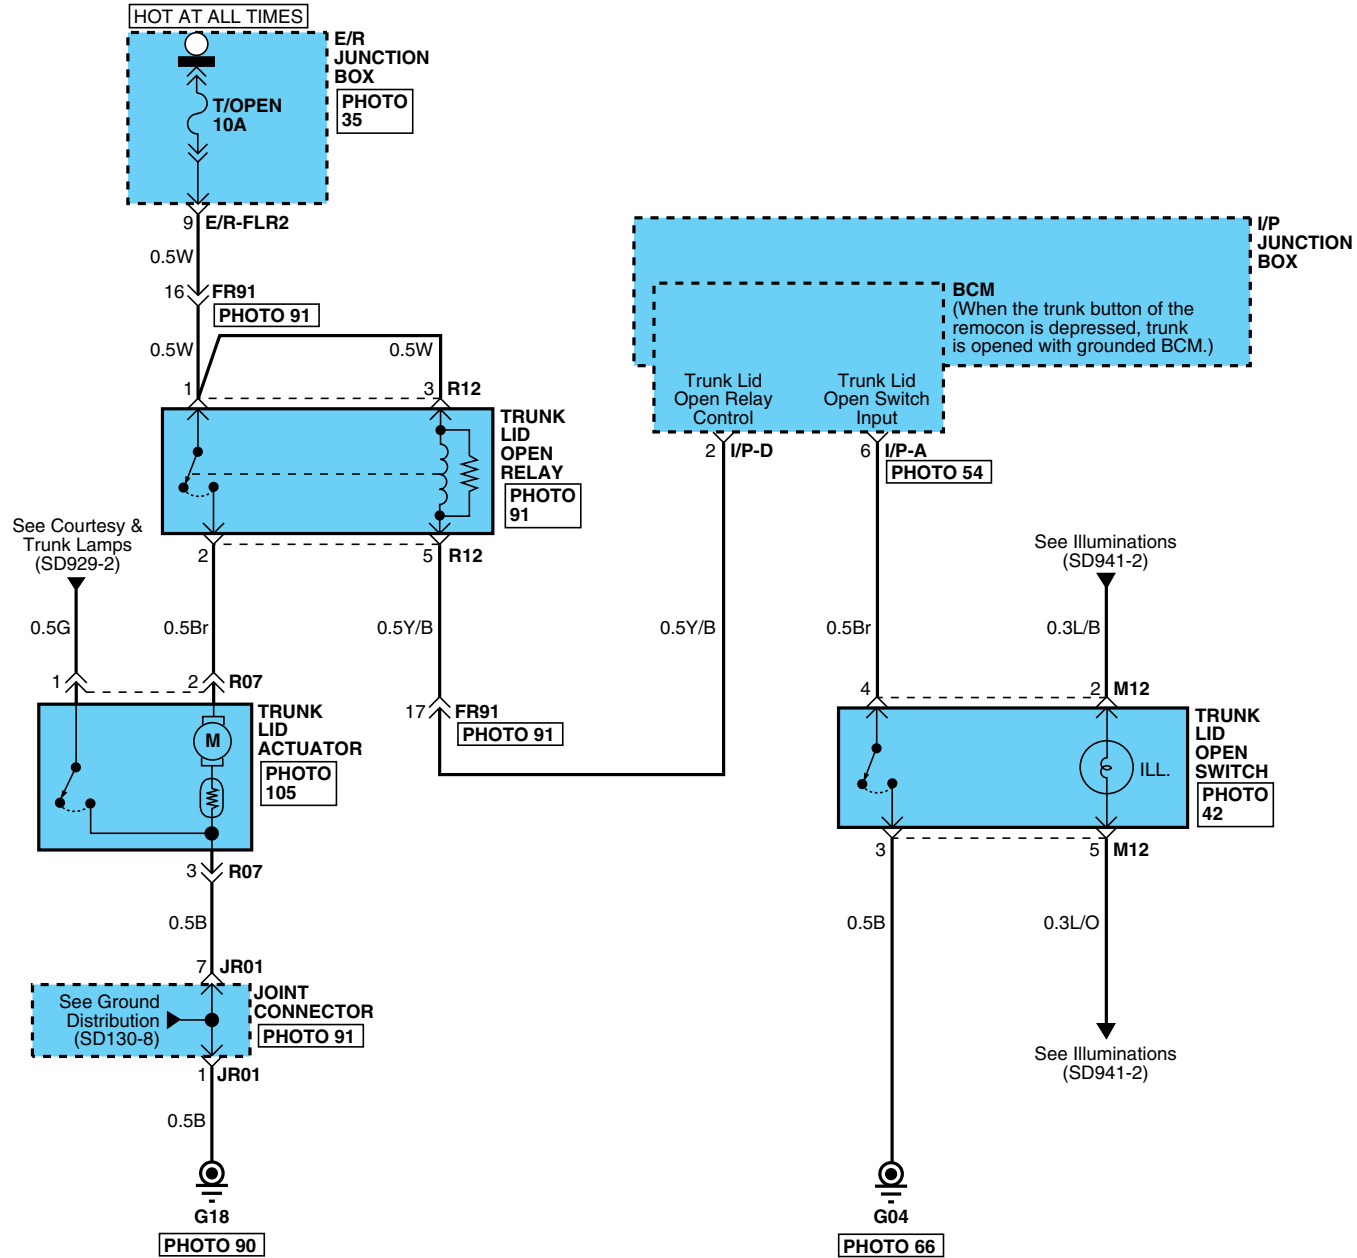 HOT AT ALL TIMES
E/R
JUNCTION
BOX
PHOTO
35
T/OPEN
10A
9 E/R-FLR2
0.5W
16 FR91
PHOTO 91
0.5W
0.5W
1
3 R12
TRUNK
LID
OPEN
RELAY
PHOTO
91
2
5 R12
See Courtesy &
Trunk Lamps
(SD929-2)
0.5G
0.5Br
0.5Y/B
1
2 R07
17 FR91
PHOTO 91
TRUNK
LID
ACTUATOR
PHOTO
105
M
3 R07
0.5B
7 JR01
See Ground
Distribution
(SD130-8)
JOINT
CONNECTOR
PHOTO 91
1 JR01
0.5B
G18
PHOTO 90
I/P
JUNCTION
BOX
BCM
(When the trunk button of the
remocon is depressed, trunk
is opened with grounded BCM.)
Trunk Lid
Open Relay
Control
Trunk Lid
Open Switch
Input
2 I/P-D
6 I/P-A
PHOTO 54
0.5Y/B
0.5Br
See Illuminations
(SD941-2)
0.3L/B
4
2 M12
TRUNK
LID
OPEN
SWITCH
PHOTO
42
ILL.
3
5 M12
0.5B
0.3L/O
See Illuminations
(SD941-2)
G04
PHOTO 66